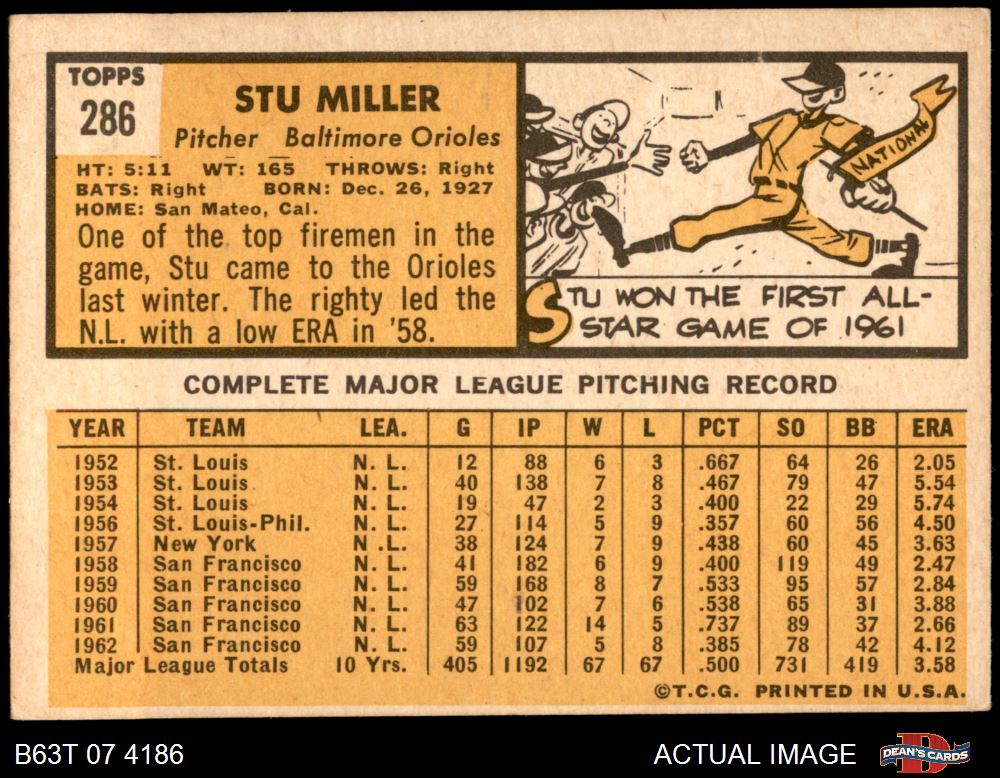 TOPPS
286
STU MILLER
Pitcher Baltimore Orioles
HT: 5:11 WT: 165 THROWS: Right
BATS: Right BORN: Dec. 26, 1927
HOME: San Mateo, Cal.
One of the top firemen in the
game, Stu came to the Orioles
last winter. The righty led the
N.L. with a low ERA in '58.
NATIONAL
STU WON THE FIRST ALL-
STAR GAME OF 1961
COMPLETE MAJOR LEAGUE PITCHING RECORD
YEAR TEAM LEA. G IP W L PCT SO BB ERA
1952 St. Louis N. L. 12 88 6 3 .667 64 26 2.05
1953 St. Louis N. L. 40 138 7 8 .467 79 47 5.54
1954 St. Louis N. L. 19 47 2 3 .400 22 29 5.74
1956 St. Louis-Phil. N. L. 27 114 5 9 .357 60 56 4.50
1957 New York N .L. 38 124 7 9 .438 60 45 3.63
1958 San Francisco N. L. 41 182 6 9 .400 119 49 2.47
1959 San Francisco N. L. 59 168 8 7 .533 95 57 2.84
1960 San Francisco N. L. 47 102 7 6 .538 65 31 3.88
1961 San Francisco N. L. 63 122 14 5 .737 89 37 2.66
1962 San Francisco N. L. 59 107 5 8 .385 78 42 4.12
Major League Totals 10 Yrs. 405 1192 67 67 .500 731 419 3.58
©T.C.G. PRINTED IN U.S.A.
B63T 07 4186 ACTUAL IMAGE
DEAN'S CARDS